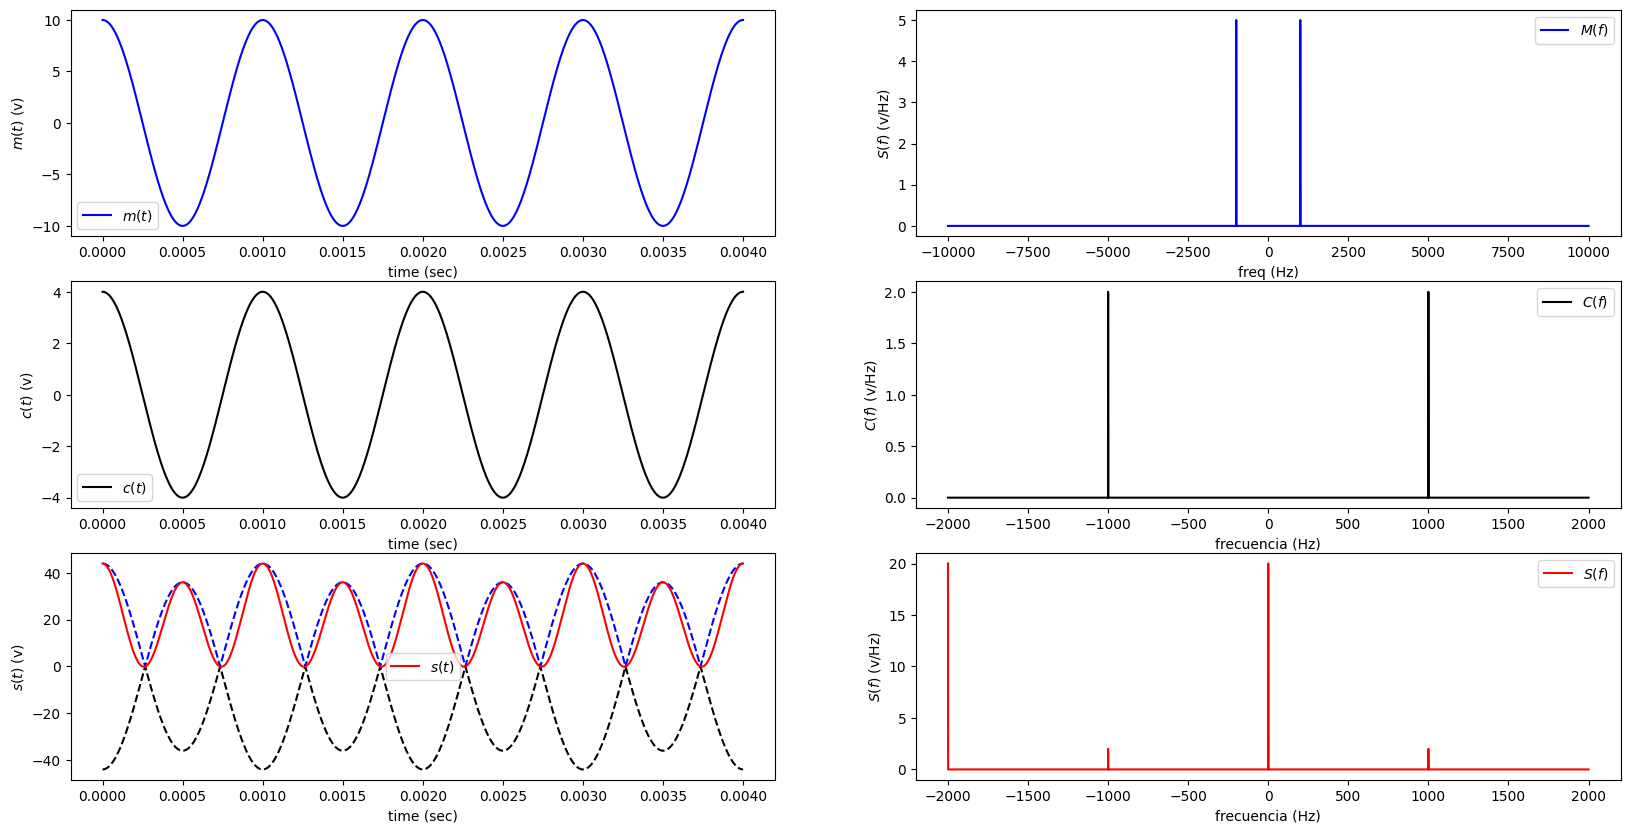 10
5
0
−5
−10
m(t) (v)
m(t)
0.0000 0.0005 0.0010 0.0015 0.0020 0.0025 0.0030 0.0035 0.0040
time (sec)
5
4
3
2
1
0
S(f) (v/Hz)
M(f)
−10000 −7500 −5000 −2500 0 2500 5000 7500 10000
freq (Hz)
4
2
0
−2
−4
c(t) (v)
c(t)
0.0000 0.0005 0.0010 0.0015 0.0020 0.0025 0.0030 0.0035 0.0040
time (sec)
2.0
1.5
1.0
0.5
0.0
C(f) (v/Hz)
C(f)
−2000 −1500 −1000 −500 0 500 1000 1500 2000
frecuencia (Hz)
40
20
0
−20
−40
s(t) (v)
s(t)
0.0000 0.0005 0.0010 0.0015 0.0020 0.0025 0.0030 0.0035 0.0040
time (sec)
20
15
10
5
0
S(f) (v/Hz)
S(f)
−2000 −1500 −1000 −500 0 500 1000 1500 2000
frecuencia (Hz)